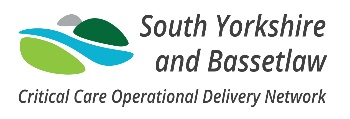 South Yorkshire
and Bassetlaw
Critical Care Operational Delivery Network